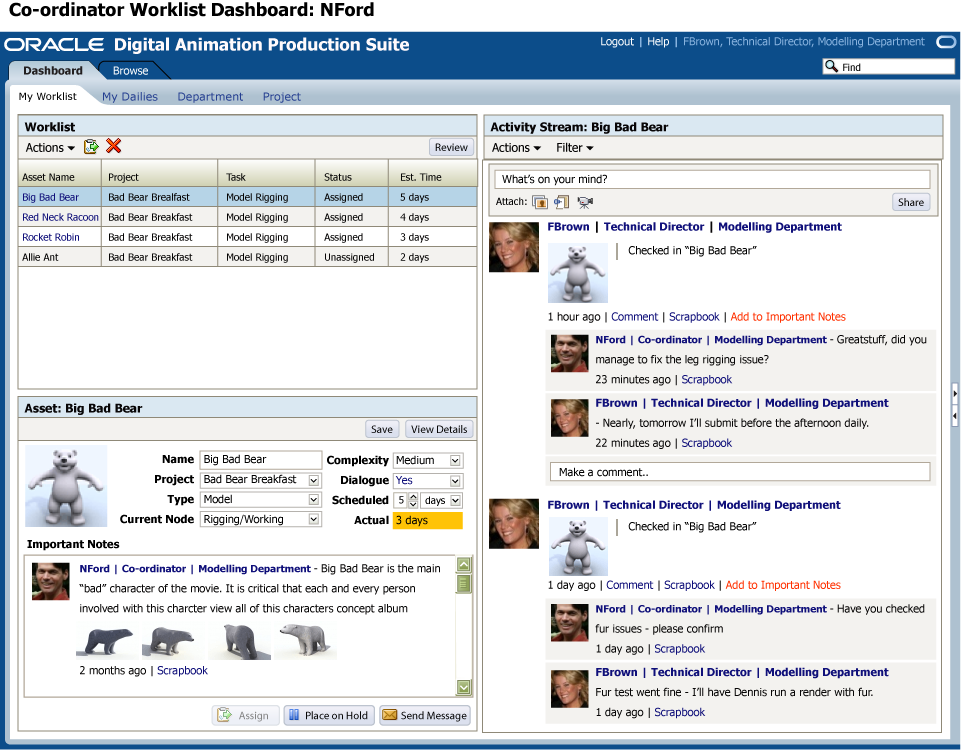 Co-ordinator Worklist Dashboard: NFord
ORACLE Digital Animation Production Suite
Logout | Help | FBrown, Technical Director, Modelling Department
Dashboard Browse
Find
My Worklist My Dailies Department Project
Worklist
Actions
Review
Asset Name Project Task Status Est. Time
Big Bad Bear Bad Bear Brealfast Model Rigging Assigned 5 days
Red Neck Racoon Bad Bear Breakfast Model Rigging Assigned 4 days
Rocket Robin Bad Bear Breakfast Model Rigging Assigned 3 days
Allie Ant Bad Bear Breakfast Model Rigging Unassigned 2 days
Asset: Big Bad Bear
Save View Details
Name Big Bad Bear Complexity Medium
Project Bad Bear Breakfast Dialogue Yes
Type Model Scheduled 5 days
Current Node Rigging/Working Actual 3 days
Important Notes
NFord | Co-ordinator | Modelling Department - Big Bad Bear is the main
“bad” character of the movie. It is critical that each and every person
involved with this charcter view all of this characters concept album
2 months ago | Scrapbook
Assign Place on Hold Send Message
Activity Stream: Big Bad Bear
Actions Filter
What’s on your mind?
Attach:
Share
FBrown | Technical Director | Modelling Department
Checked in “Big Bad Bear”
1 hour ago | Comment | Scrapbook | Add to Important Notes
NFord | Co-ordinator | Modelling Department - Greatstuff, did you
manage to fix the leg rigging issue?
23 minutes ago | Scrapbook
FBrown | Technical Director | Modelling Department
- Nearly, tomorrow I’ll submit before the afternoon daily.
22 minutes ago | Scrapbook
Make a comment..
FBrown | Technical Director | Modelling Department
Checked in “Big Bad Bear”
1 day ago | Comment | Scrapbook | Add to Important Notes
NFord | Co-ordinator | Modelling Department - Have you checked
fur issues - please confirm
1 day ago | Scrapbook
FBrown | Technical Director | Modelling Department
Fur test went fine - I’ll have Dennis run a render with fur.
1 day ago | Scrapbook